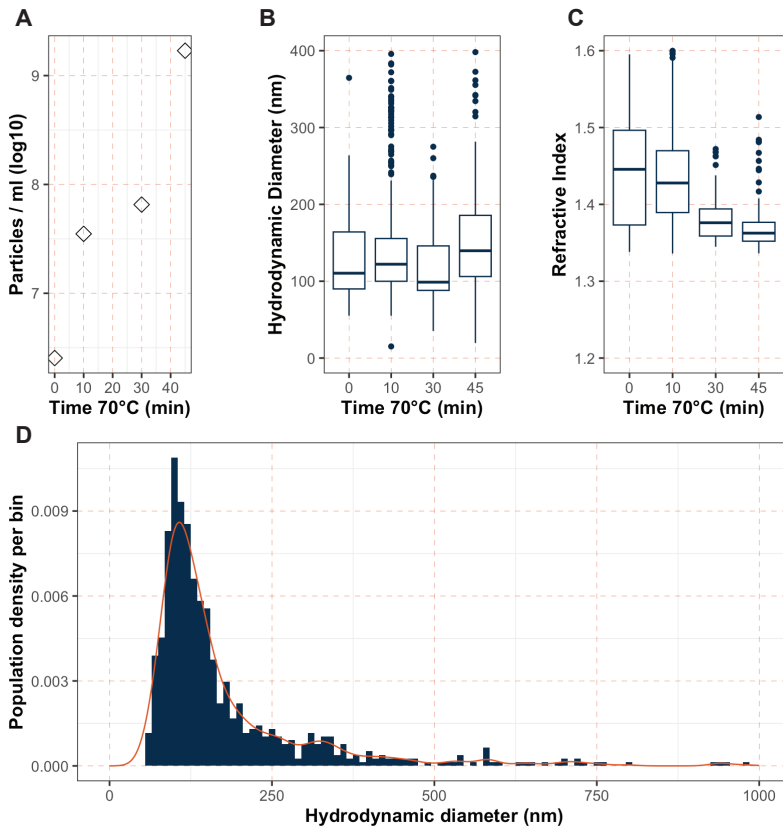 A
Particles / ml (log10)
9
8
7
0 10 20 30 40
Time 70°C (min)
B
Hydrodynamic Diameter (nm)
400
300
200
100
0
0 10 30 45
Time 70°C (min)
C
Refractive Index
1.6
1.5
1.4
1.3
1.2
0 10 30 45
Time 70°C (min)
D
Population density per bin
0.009
0.006
0.003
0.000
0 250 500 750 1000
Hydrodynamic diameter (nm)